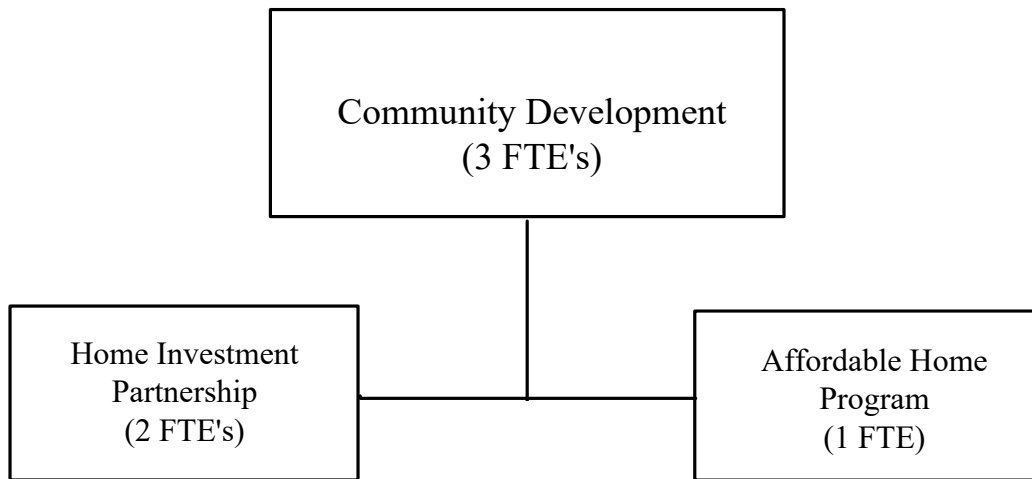 Community Development
(3 FTE's)
Home Investment
Partnership
(2 FTE's)
Affordable Home
Program
(1 FTE)